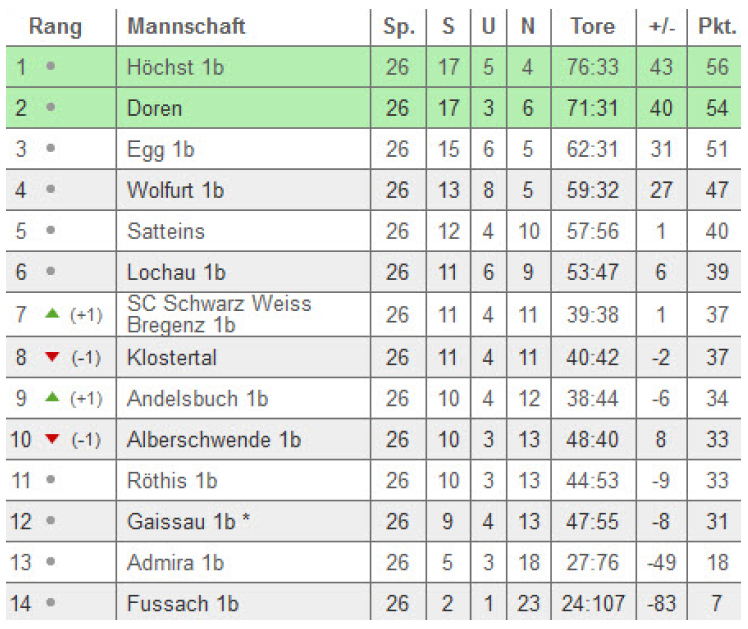 Rang Mannschaft Sp. S U N Tore +/- Pkt.
1 Höchst 1b 26 17 5 4 76:33 43 56
2 Doren 26 17 3 6 71:31 40 54
3 Egg 1b 26 15 6 5 62:31 31 51
4 Wolfurt 1b 26 13 8 5 59:32 27 47
5 Satteins 26 12 4 10 57:56 1 40
6 Lochau 1b 26 11 6 9 53:47 6 39
7 (+1) SC Schwarz Weiss
Bregenz 1b 26 11 4 11 39:38 1 37
8 (-1) Klostertal 26 11 4 11 40:42 -2 37
9 (+1) Andelsbuch 1b 26 10 4 12 38:44 -6 34
10 (-1) Alberschwende 1b 26 10 3 13 48:40 8 33
11 Röthis 1b 26 10 3 13 44:53 -9 33
12 Gaissau 1b * 26 9 4 13 47:55 -8 31
13 Admira 1b 26 5 3 18 27:76 -49 18
14 Fussach 1b 26 2 1 23 24:107 -83 7